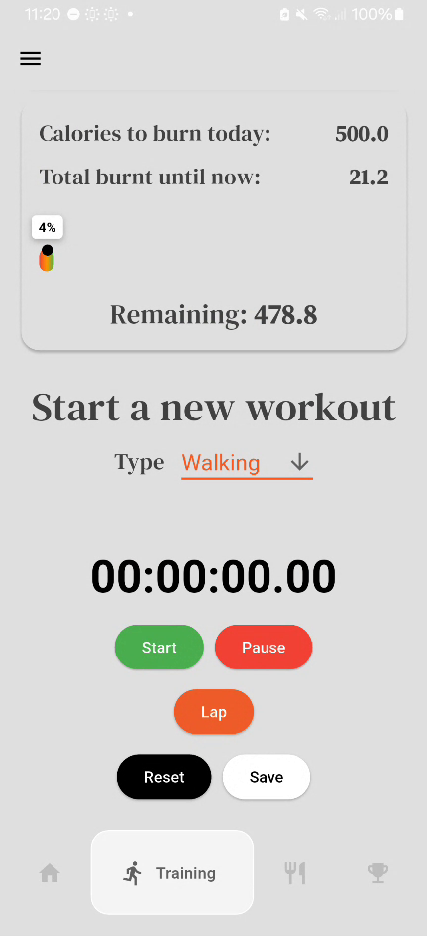 11:20 100%
Calories to burn today: 500.0
Total burnt until now: 21.2
4%
Remaining: 478.8
Start a new workout
Type Walking
00:00:00.00
Start Pause
Lap
Reset Save
Training